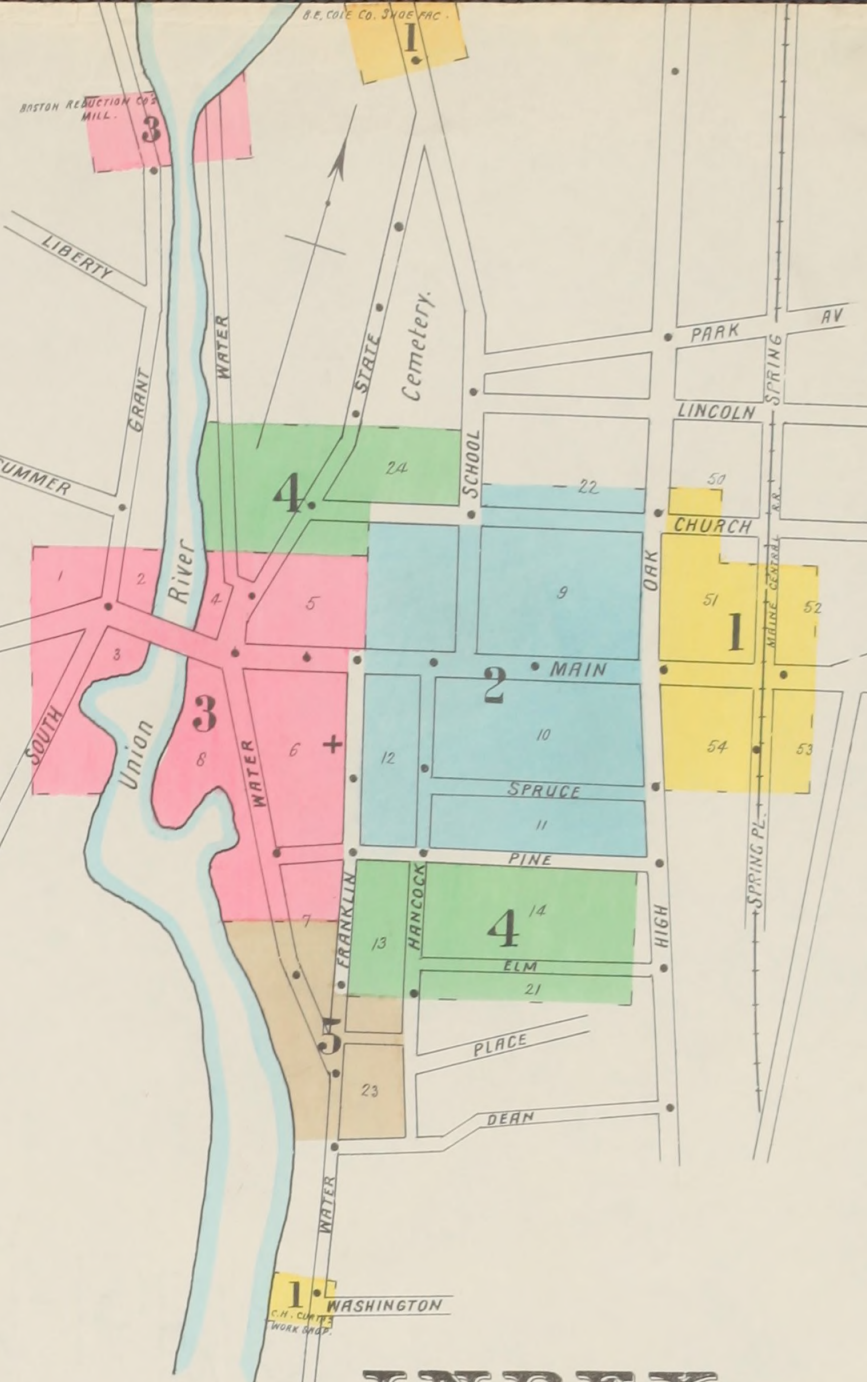 B.E. COLE CO. SHOE FAC.
1
BOSTON REDUCTION CO'S
MILL.
3
LIBERTY
WATER
GRANT
STATE
Cemetery.
PARK
AV
SPRING
LINCOLN
SCHOOL
SUMMER
4
24
22
50
R.R.
CHURCH
River
OAK
MAINE CENTRAL
1
2
4
5
9
51
1
52
3
MAIN
2
3
SOUTH
Union
8
WATER
6
+
12
10
54
53
SPRUCE
11
PINE
SPRING PL.
7
FRANKLIN
HANCOCK
13
4
14
HIGH
ELM
21
5
PLACE
23
DEAN
WATER
1
C.H. CURTIS
WORK SHOP.
WASHINGTON
INDEX